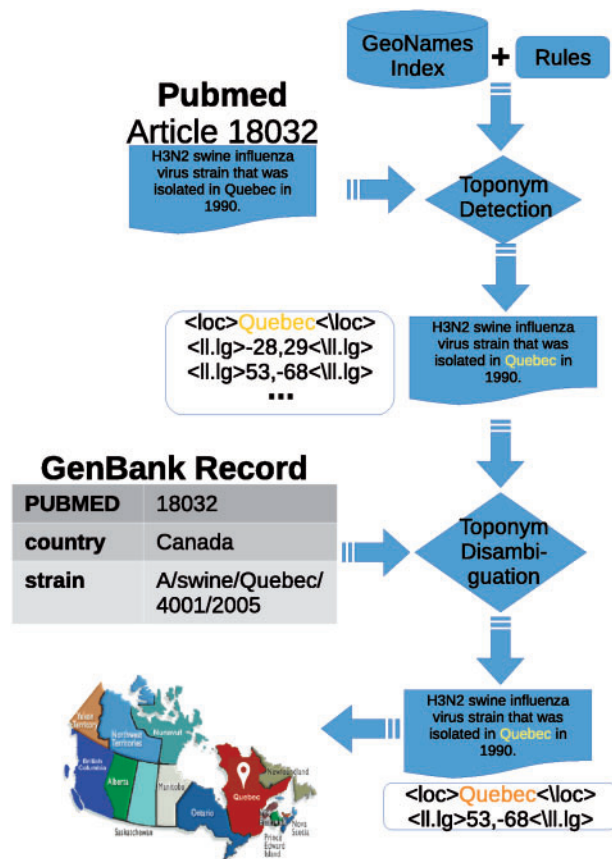 GeoNames
Index
+
Rules
Pubmed
Article 18032
H3N2 swine influenza
virus strain that was
isolated in Quebec in
1990.
Toponym
Detection
<loc>Quebec<\loc>
<ll.lg>-28,29<\ll.lg>
<ll.lg>53,-68<\ll.lg>
...
H3N2 swine influenza
virus strain that was
isolated in Quebec in
1990.
GenBank Record
PUBMED 18032
country Canada
strain A/swine/Quebec/
4001/2005
Toponym
Disambi-
guation
H3N2 swine influenza
virus strain that was
isolated in Quebec in
1990.
<loc>Quebec<\loc>
<ll.lg>53,-68<\ll.lg>
Yukon
Territory
Northwest
Territories
Nunavut
British
Columbia
Alberta
Manitoba
Saskatchewan
Ontario
Quebec
Newfoundland
Nova
Scotia
Prince
Edward
Island